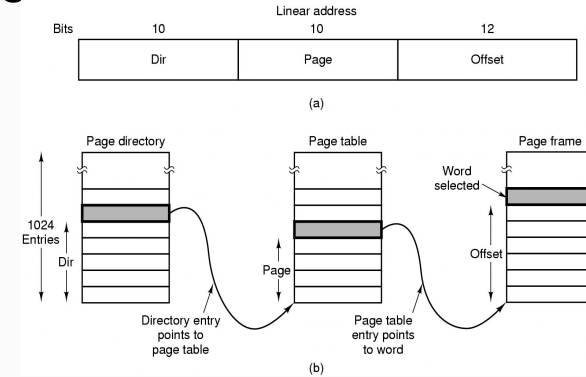 Linear address
Bits 10 10 12
Dir Page Offset
(a)
Page directory Page table Page frame
Word
selected
1024
Entries
Dir
Page
Offset
Directory entry
points to
page table
Page table
entry points
to word
(b)